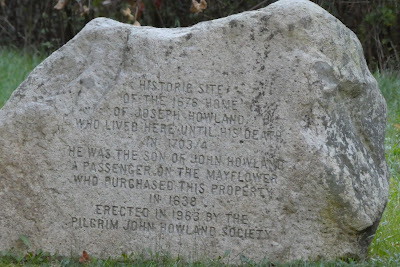 HISTORIC SITE
OF THE 1676 HOME
OF JOSEPH HOWLAND
WHO LIVED HERE UNTIL HIS DEATH
IN 1703/4
HE WAS THE SON OF JOHN HOWLAND
A PASSENGER ON THE MAYFLOWER
WHO PURCHASED THIS PROPERTY
IN 1638
ERECTED IN 1963 BY THE
PILGRIM JOHN HOWLAND SOCIETY